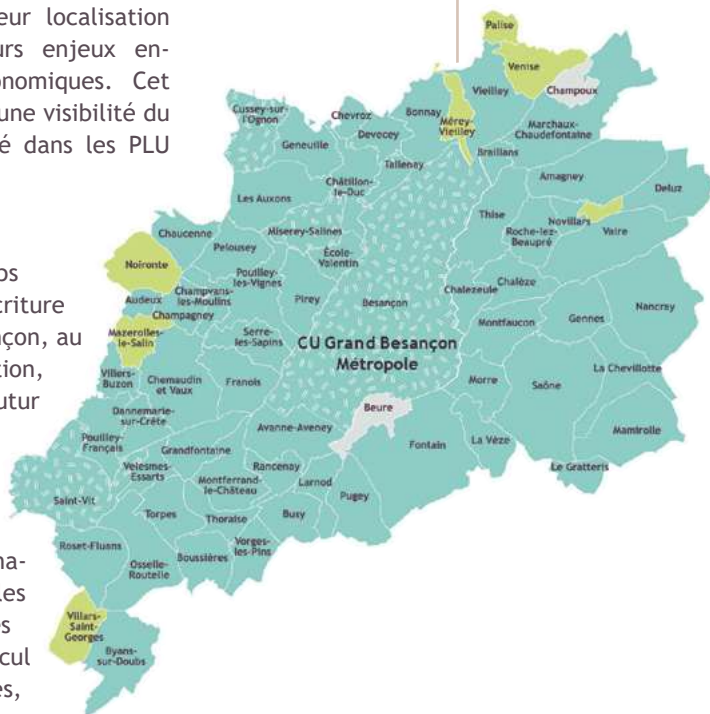 eur localisation
urs enjeux en-
onomiques. Cet
une visibilité du
é dans les PLU
ps
criture
nçon, au
tion,
utur
na-
les
es
cul
es,
Palise
Venise
Champoux
Vieilley
Mérey-
Vieilley
Bonnay
Chevroz
Devecey
Cussey-sur-
l'Ognon
Geneuille
Tallenay
Braillans
Marchaux-
Chaudefontaine
Châtillon-
le-Duc
Les Auxons
Amagney
Deluz
Thise
Novillars
Roche-lez-
Beaupré
Vaire
Chaucenne
Miserey-Salines
Pelousey
École-
Valentin
Noironte
Pouilley-
les-Vignes
Audeux
Champvans-
les-Moulins
Champagney
Pirey
Besançon
Chalezeule
Chalèze
Montfaucon
Gennes
Nancray
Mazerolles-
le-Salin
Serre-
les-Sapins
CU Grand Besançon
Métropole
Villers-
Buzon
Chemaudin
et Vaux
Franois
Morre
Saône
La Chevillotte
Mamirolle
Dannemarie-
sur-Crête
Beure
Avanne-Aveney
Fontain
La Vèze
Le Gratteris
Pouilley-
Français
Grandfontaine
Velesmes-
Essarts
Rancenay
Montferrand-
le-Château
Larnod
Pugey
Saint-Vit
Torpes
Thoraise
Busy
Roset-Fluans
Osselle-
Routelle
Boussières
Vorges-
les-Pins
Villars-
Saint-
Georges
Byans-
sur-Doubs